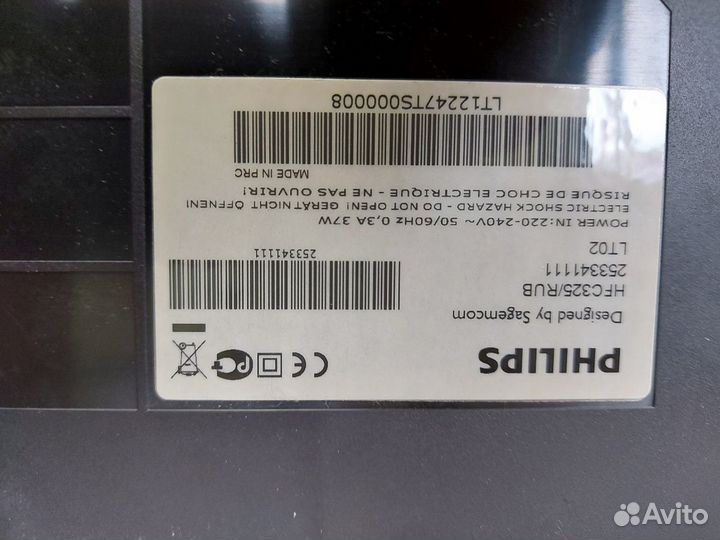 PHILIPS
Designed by Sagemcom
HFC325/RUB
253341111
LT02
253341111
POWER IN:220-240V~ 50/60Hz 0,3A 37W
ELECTRIC SHOCK HAZARD - DO NOT OPEN! GERÄT NICHT ÖFFNEN!
RISQUE DE CHOC ELECTRIQUE - NE PAS OUVRIR!
MADE IN PRC
LT12247TS000008
CE
Avito